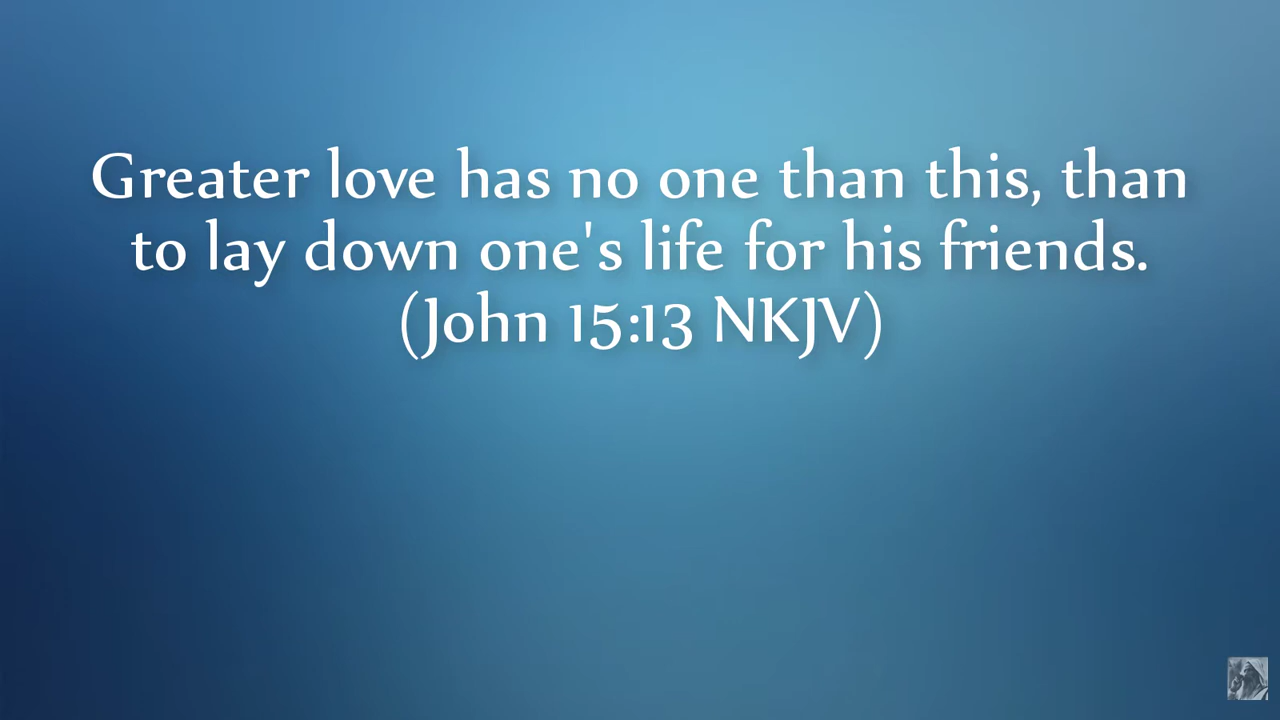 Greater love has no one than this, than
to lay down one's life for his friends.
(John 15:13 NKJV)